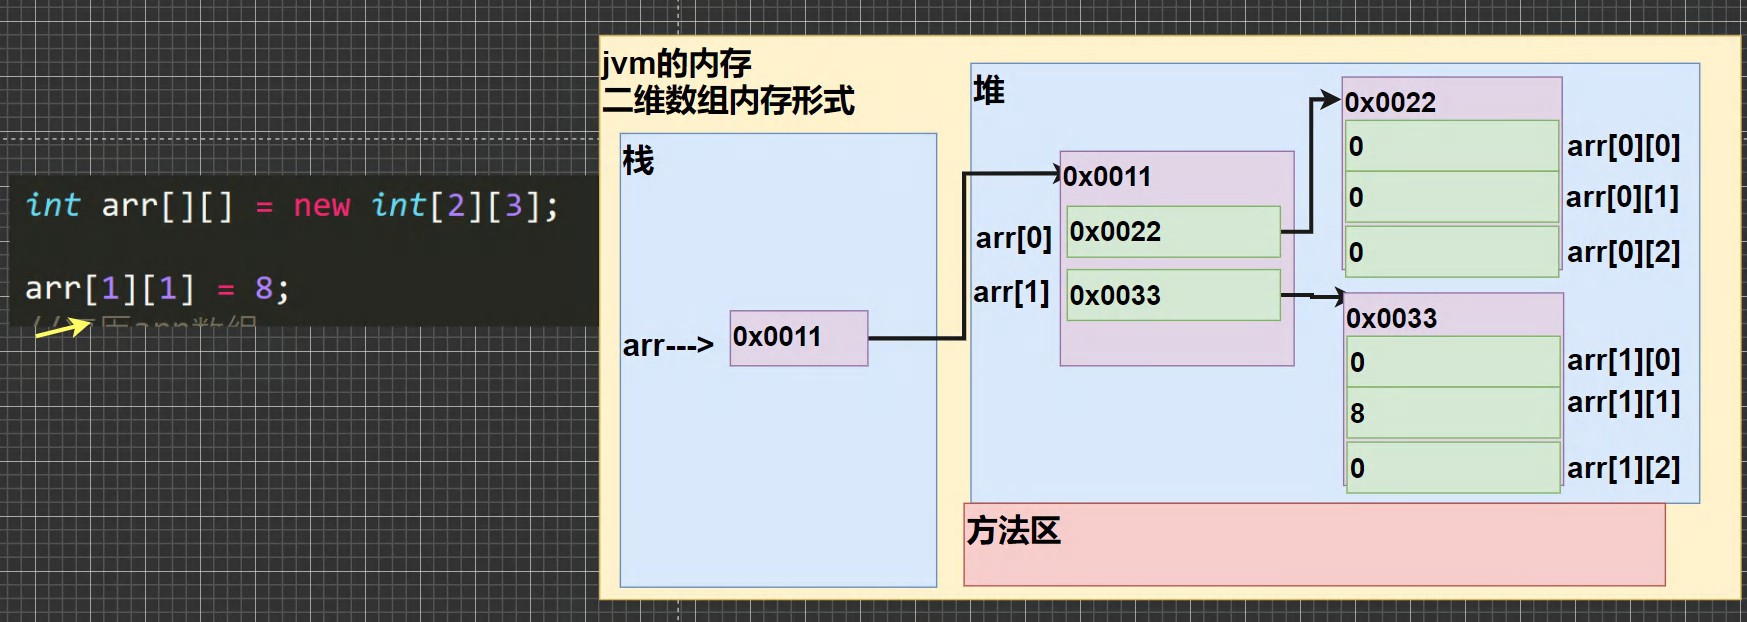 int arr[][] = new int[2][3];
arr[1][1] = 8;
jvm的内存
二维数组内存形式
栈
arr--->
0x0011
堆
0x0011
arr[0]
0x0022
arr[1]
0x0033
0x0022
0
arr[0][0]
0
arr[0][1]
0
arr[0][2]
0x0033
0
arr[1][0]
8
arr[1][1]
0
arr[1][2]
方法区